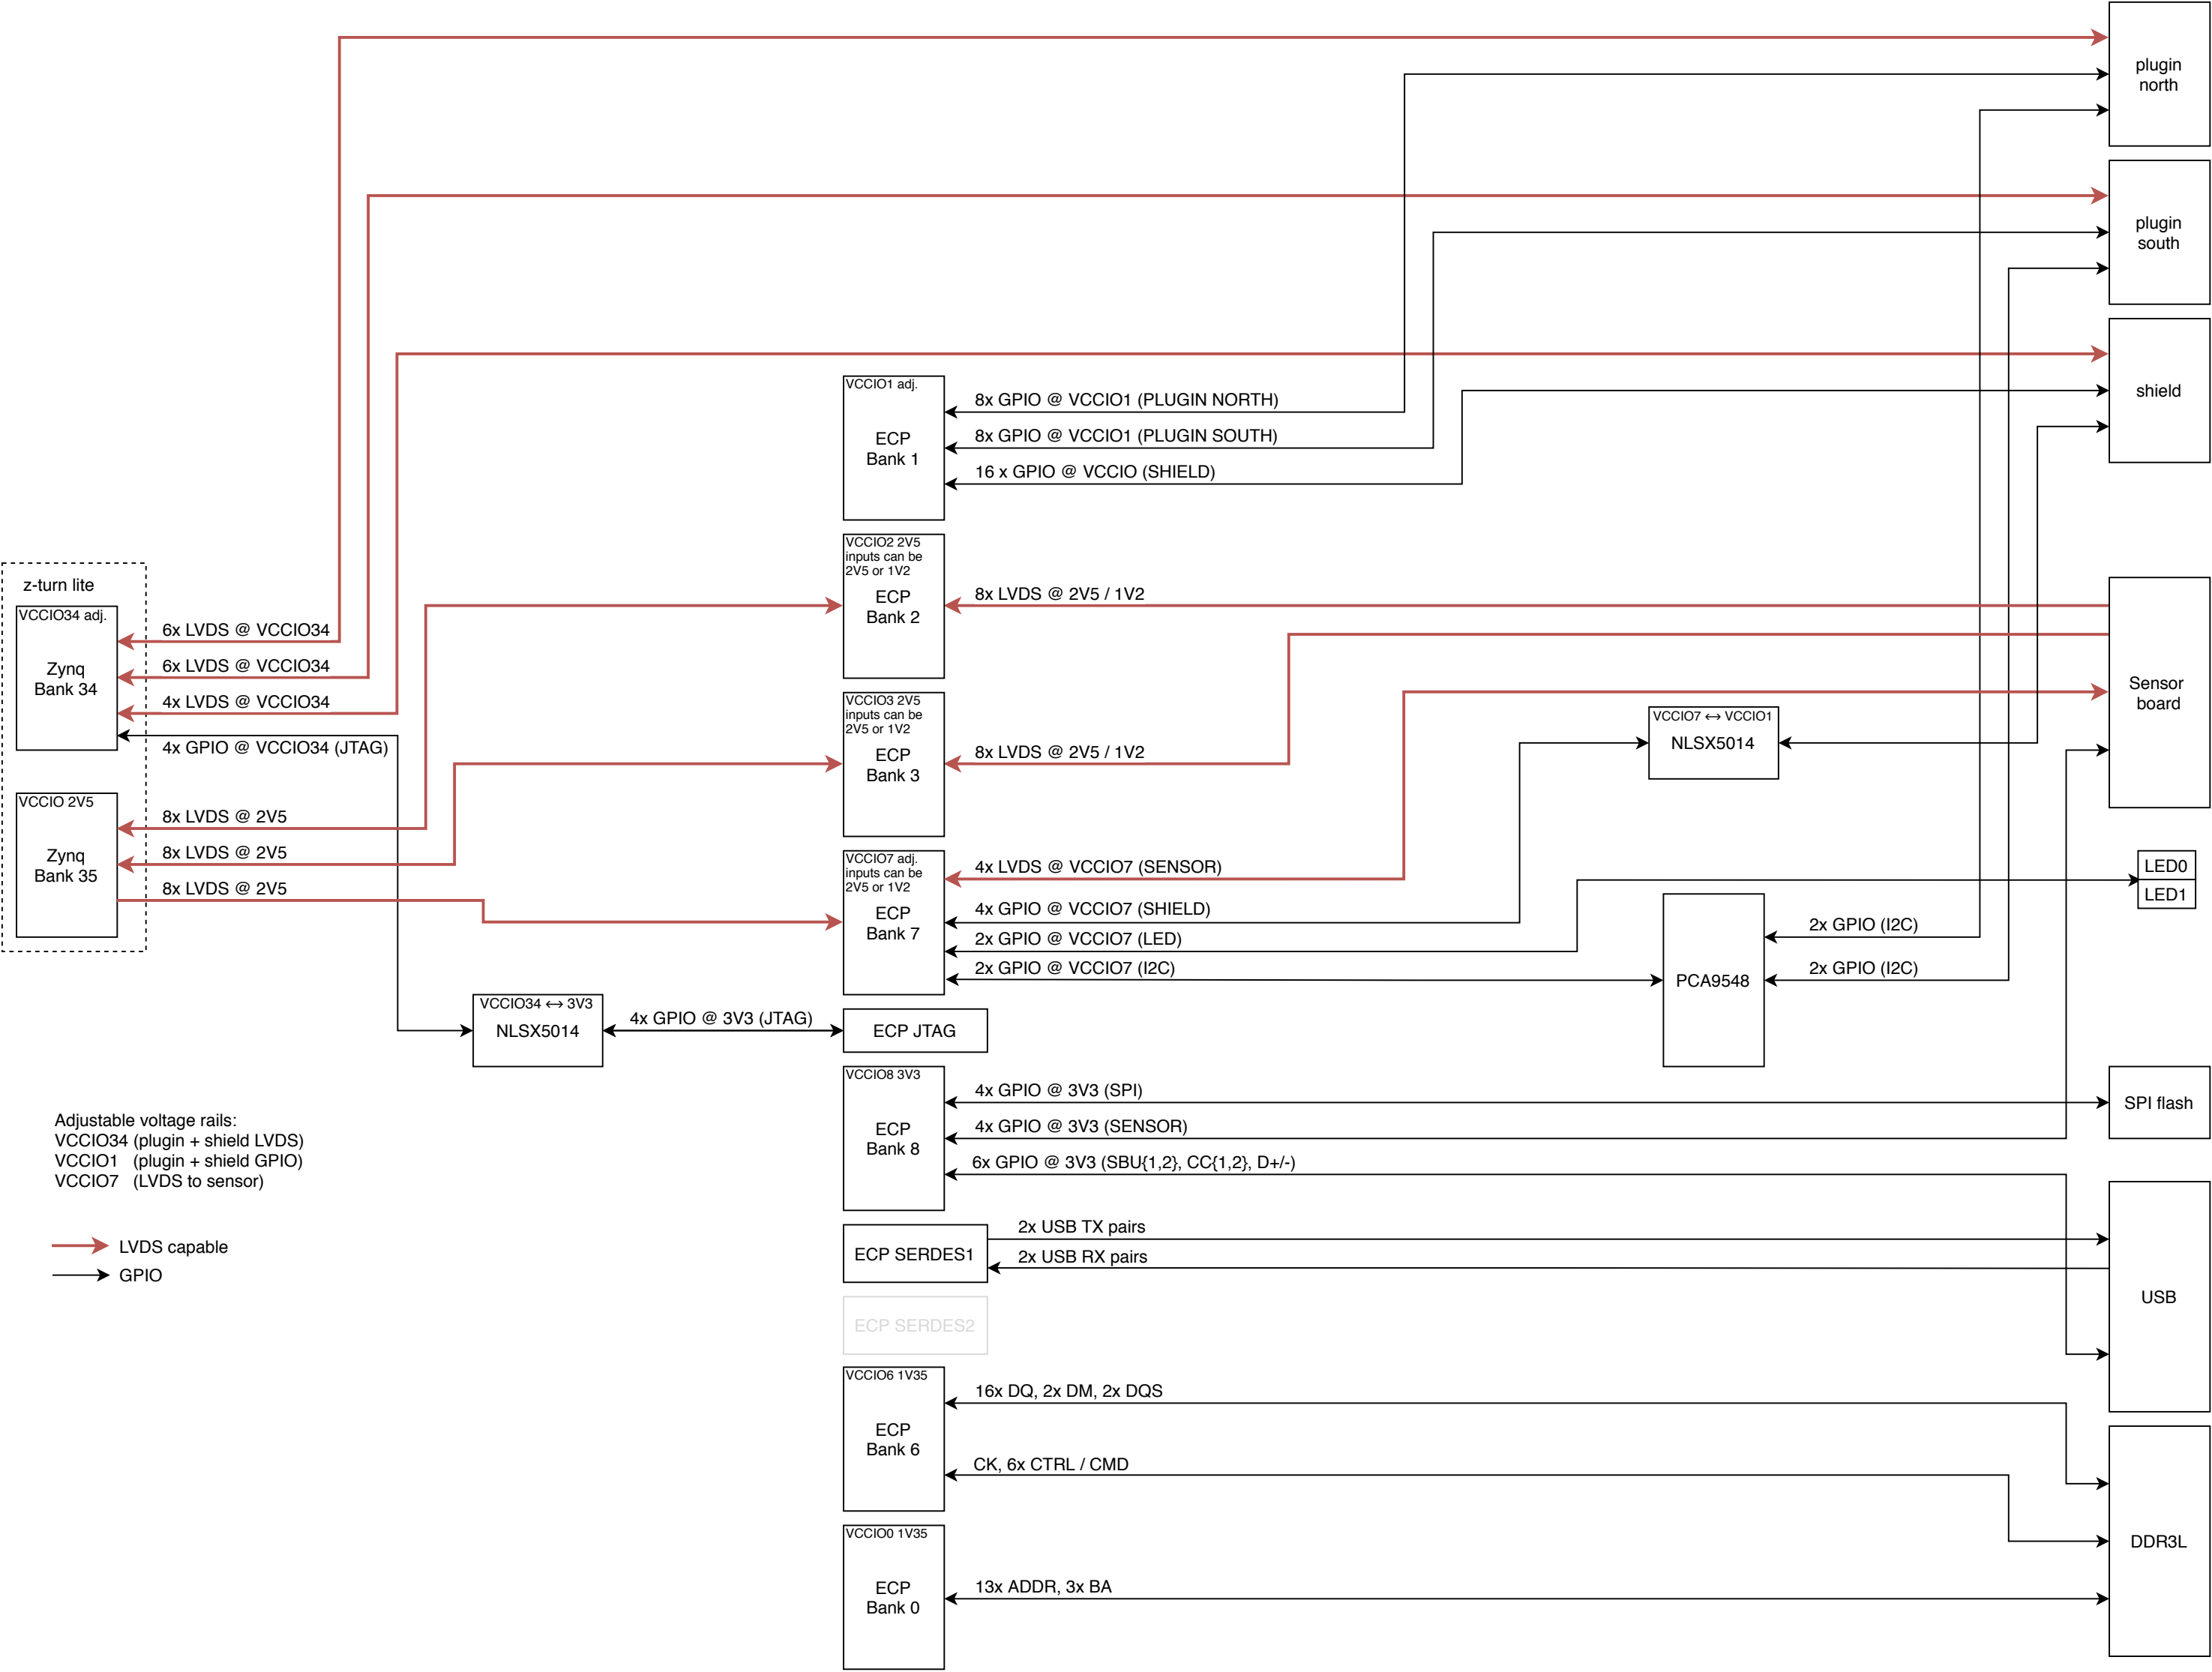 plugin
north
plugin
south
shield
VCCIO1 adj.
ECP
Bank 1
8x GPIO @ VCCIO1 (PLUGIN NORTH)
8x GPIO @ VCCIO1 (PLUGIN SOUTH)
16 x GPIO @ VCCIO (SHIELD)
z-turn lite
VCCIO34 adj.
Zynq
Bank 34
6x LVDS @ VCCIO34
6x LVDS @ VCCIO34
4x LVDS @ VCCIO34
4x GPIO @ VCCIO34 (JTAG)
VCCIO 2V5
Zynq
Bank 35
8x LVDS @ 2V5
8x LVDS @ 2V5
8x LVDS @ 2V5
VCCIO2 2V5
inputs can be
2V5 or 1V2
ECP
Bank 2
8x LVDS @ 2V5 / 1V2
VCCIO3 2V5
inputs can be
2V5 or 1V2
ECP
Bank 3
8x LVDS @ 2V5 / 1V2
Sensor
board
VCCIO7 ↔ VCCIO1
NLSX5014
VCCIO7 adj.
inputs can be
2V5 or 1V2
ECP
Bank 7
4x LVDS @ VCCIO7 (SENSOR)
4x GPIO @ VCCIO7 (SHIELD)
2x GPIO @ VCCIO7 (LED)
2x GPIO @ VCCIO7 (I2C)
LED0
LED1
PCA9548
2x GPIO (I2C)
2x GPIO (I2C)
VCCIO34 ↔ 3V3
NLSX5014
4x GPIO @ 3V3 (JTAG)
ECP JTAG
VCCIO8 3V3
ECP
Bank 8
4x GPIO @ 3V3 (SPI)
4x GPIO @ 3V3 (SENSOR)
6x GPIO @ 3V3 (SBU{1,2}, CC{1,2}, D+/-)
SPI flash
Adjustable voltage rails:
VCCIO34 (plugin + shield LVDS)
VCCIO1 (plugin + shield GPIO)
VCCIO7 (LVDS to sensor)
LVDS capable
GPIO
ECP SERDES1
2x USB TX pairs
2x USB RX pairs
USB
ECP SERDES2
VCCIO6 1V35
ECP
Bank 6
16x DQ, 2x DM, 2x DQS
CK, 6x CTRL / CMD
DDR3L
VCCIO0 1V35
ECP
Bank 0
13x ADDR, 3x BA